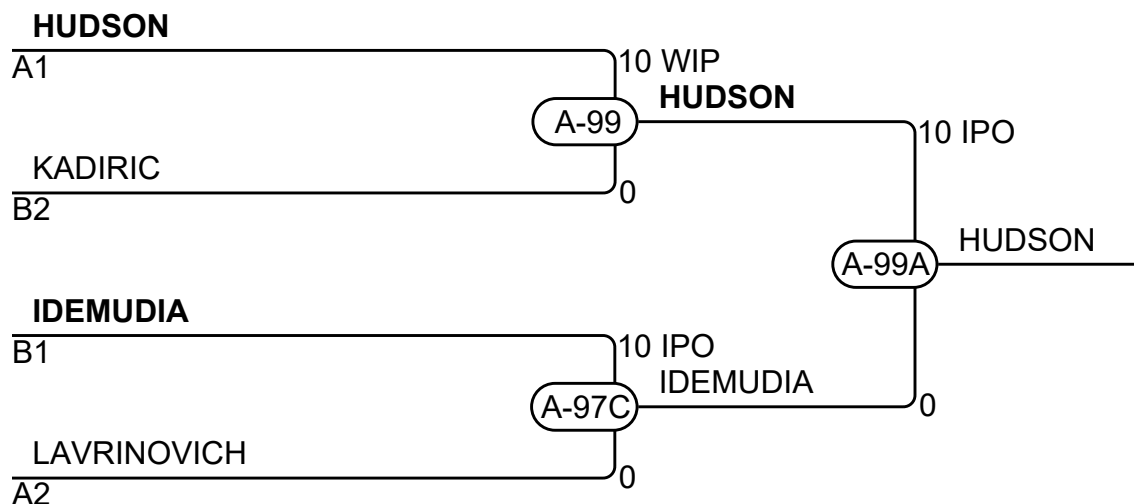 HUDSON
A1
10 WIP
HUDSON
A-99
10 IPO
KADIRIC
B2
0
HUDSON
A-99A
IDEMUDIA
B1
10 IPO
IDEMUDIA
A-97C
0
LAVRINOVICH
A2
0